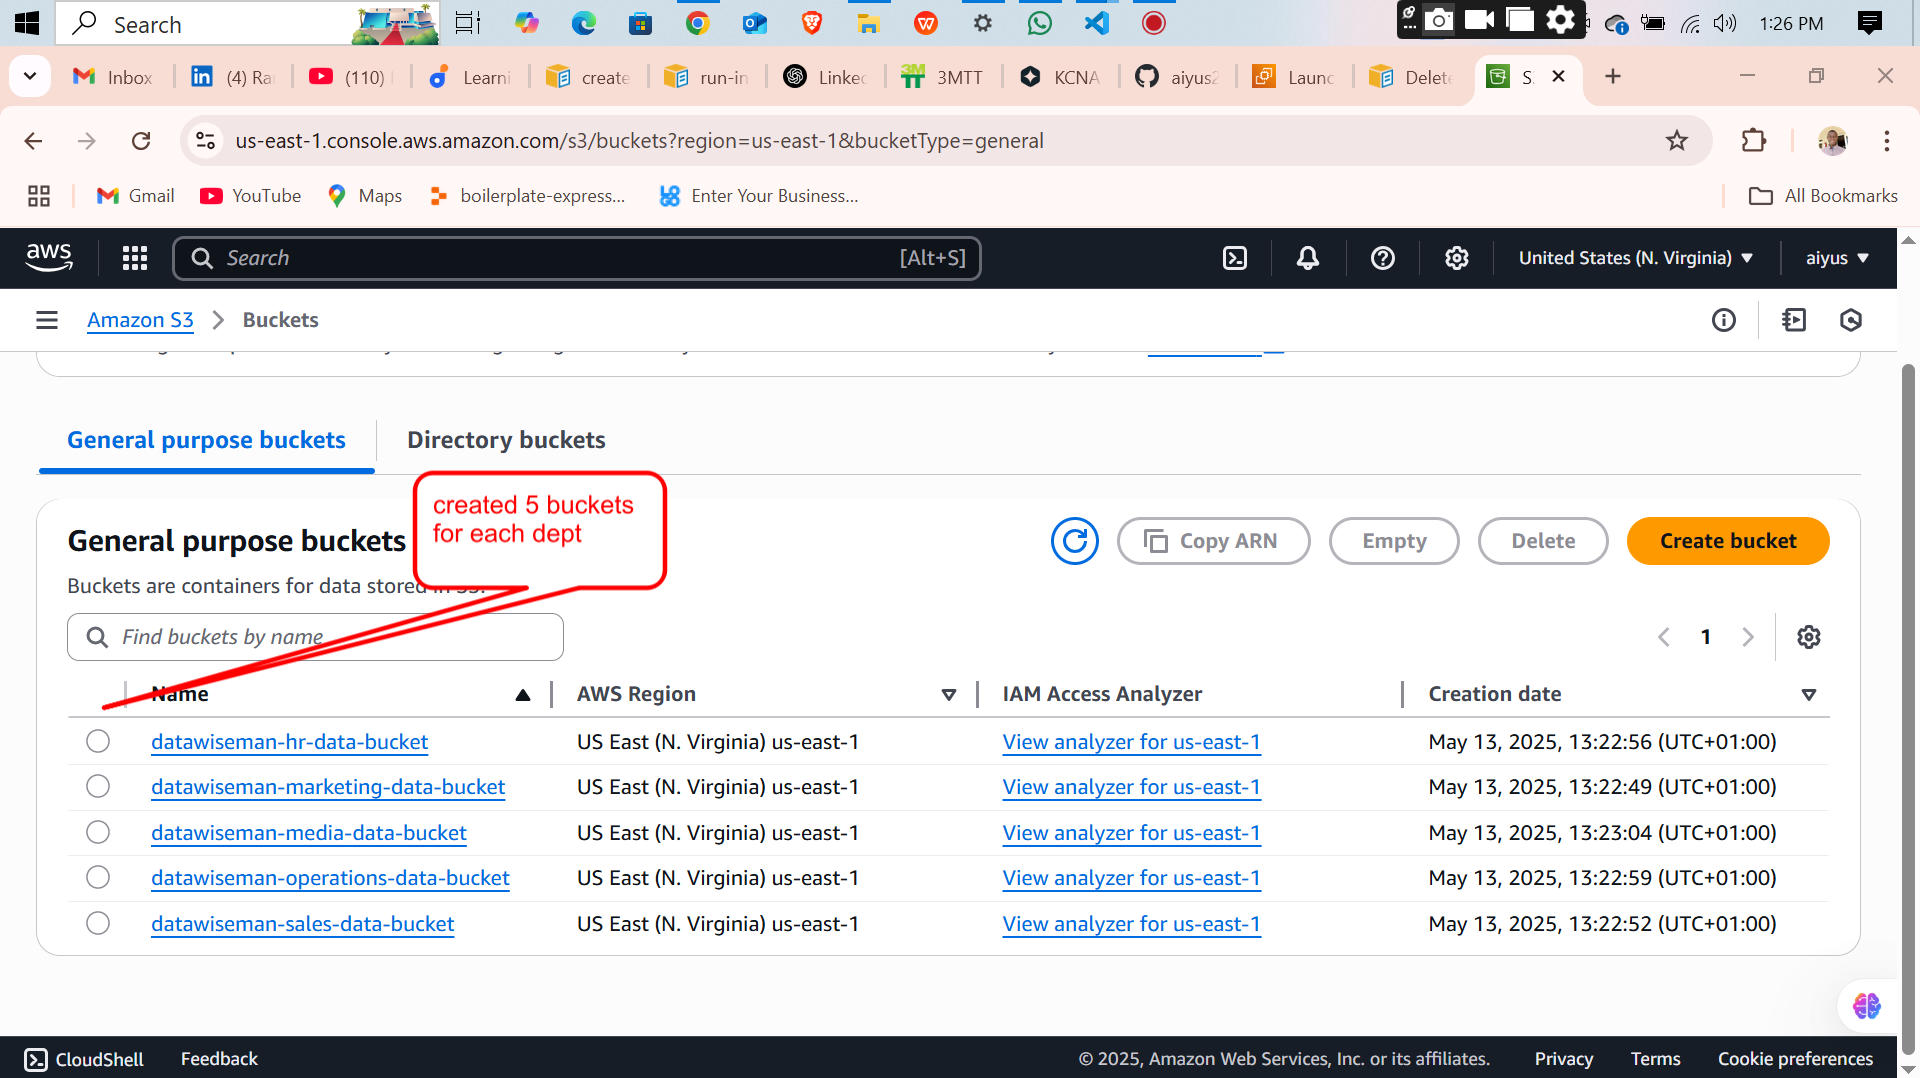 Search
1:26 PM
Inbox
(4) Ra
(110)
Learni
create
run-in
Linked
3MTT
KCNA
aiyus2
Launc
Delete
S
us-east-1.console.aws.amazon.com/s3/buckets?region=us-east-1&bucketType=general
Gmail
YouTube
Maps
boilerplate-express...
Enter Your Business...
All Bookmarks
aws
Search
[Alt+S]
United States (N. Virginia)
aiyus
Amazon S3
Buckets
General purpose buckets
Directory buckets
created 5 buckets
for each dept
General purpose buckets
Copy ARN
Empty
Delete
Create bucket
Buckets are containers for data stored in S3.
Find buckets by name
1
Name
AWS Region
IAM Access Analyzer
Creation date
datawiseman-hr-data-bucket
US East (N. Virginia) us-east-1
View analyzer for us-east-1
May 13, 2025, 13:22:56 (UTC+01:00)
datawiseman-marketing-data-bucket
US East (N. Virginia) us-east-1
View analyzer for us-east-1
May 13, 2025, 13:22:49 (UTC+01:00)
datawiseman-media-data-bucket
US East (N. Virginia) us-east-1
View analyzer for us-east-1
May 13, 2025, 13:23:04 (UTC+01:00)
datawiseman-operations-data-bucket
US East (N. Virginia) us-east-1
View analyzer for us-east-1
May 13, 2025, 13:22:59 (UTC+01:00)
datawiseman-sales-data-bucket
US East (N. Virginia) us-east-1
View analyzer for us-east-1
May 13, 2025, 13:22:52 (UTC+01:00)
CloudShell
Feedback
© 2025, Amazon Web Services, Inc. or its affiliates.
Privacy
Terms
Cookie preferences